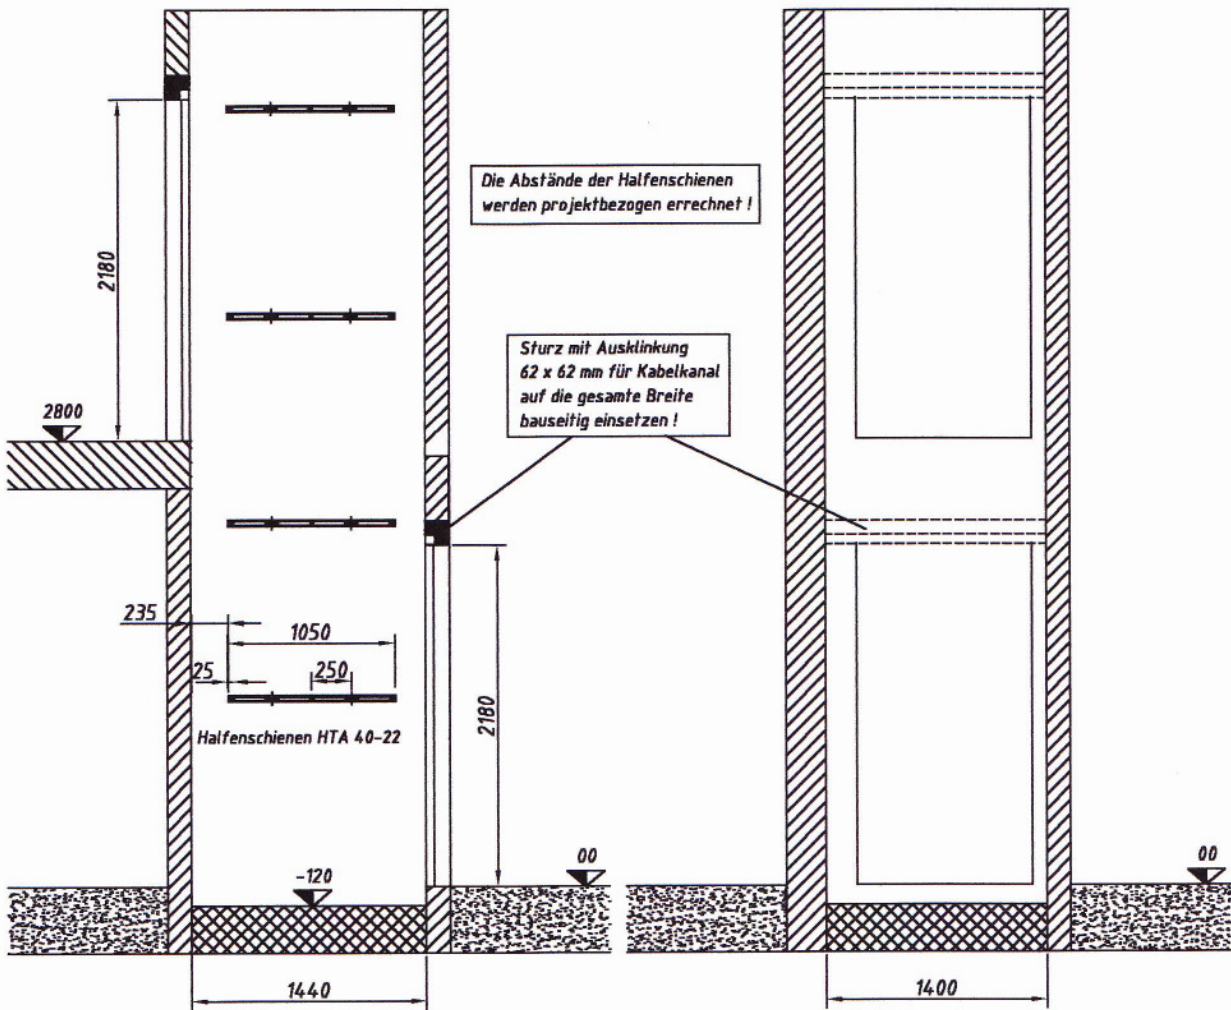 Die Abstände der Halfenschienen
werden projektbezogen errechnet !
2180
Sturz mit Ausklinkung
62 x 62 mm für Kabelkanal
auf die gesamte Breite
bauseitig einsetzen !
2800
235
1050
25
250
2180
Halfenschienen HTA 40-22
00
00
-120
1440
1400